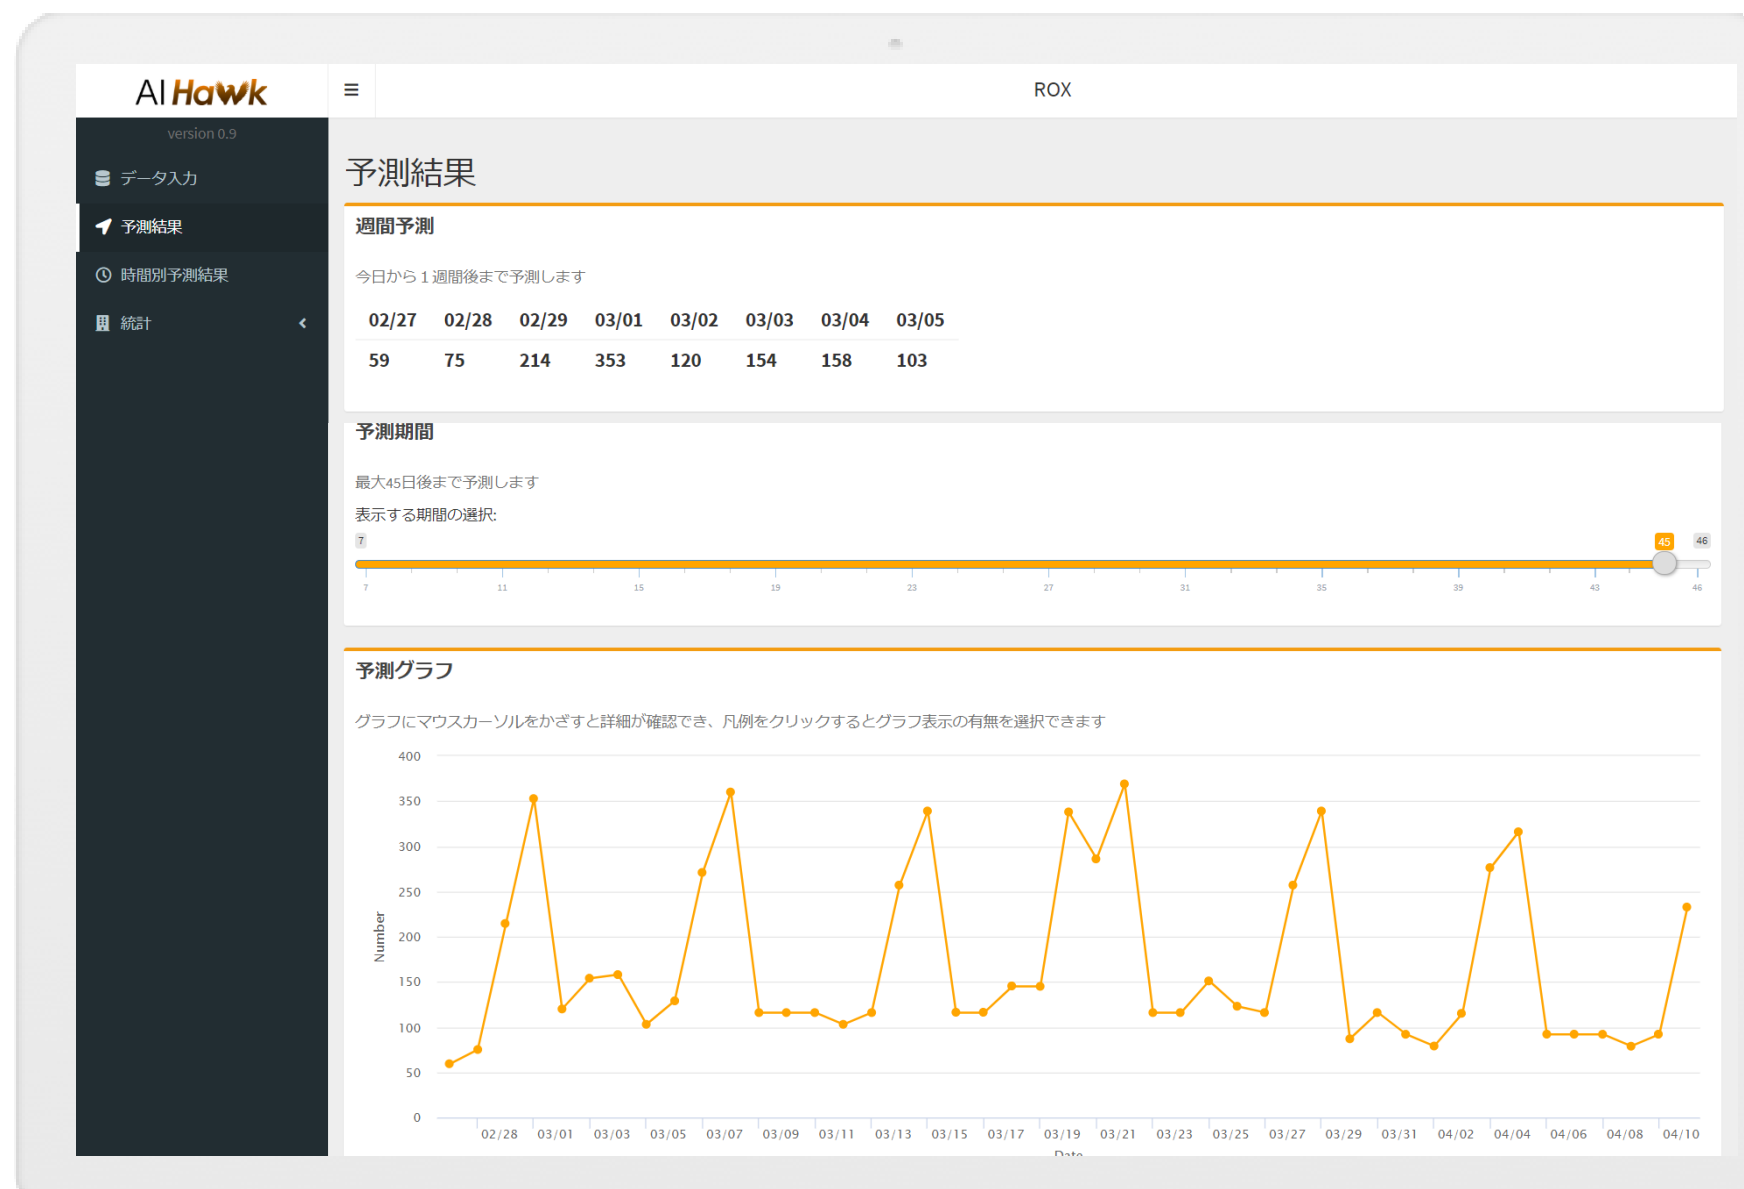 AI Hawk
ROX
version 0.9
データ入力
予測結果
時間別予測結果
統計
予測結果
週間予測
今日から１週間後まで予測します
02/27 02/28 02/29 03/01 03/02 03/03 03/04 03/05
59 75 214 353 120 154 158 103
予測期間
最大45日後まで予測します
表示する期間の選択:
7 45 46
7 11 15 19 23 27 31 35 39 43 46
予測グラフ
グラフにマウスカーソルをかざすと詳細が確認でき、凡例をクリックするとグラフ表示の有無を選択できます
400
350
300
250
200
150
100
50
0
Number
02/28 03/01 03/03 03/05 03/07 03/09 03/11 03/13 03/15 03/17 03/19 03/21 03/23 03/25 03/27 03/29 03/31 04/02 04/04 04/06 04/08 04/10
Date